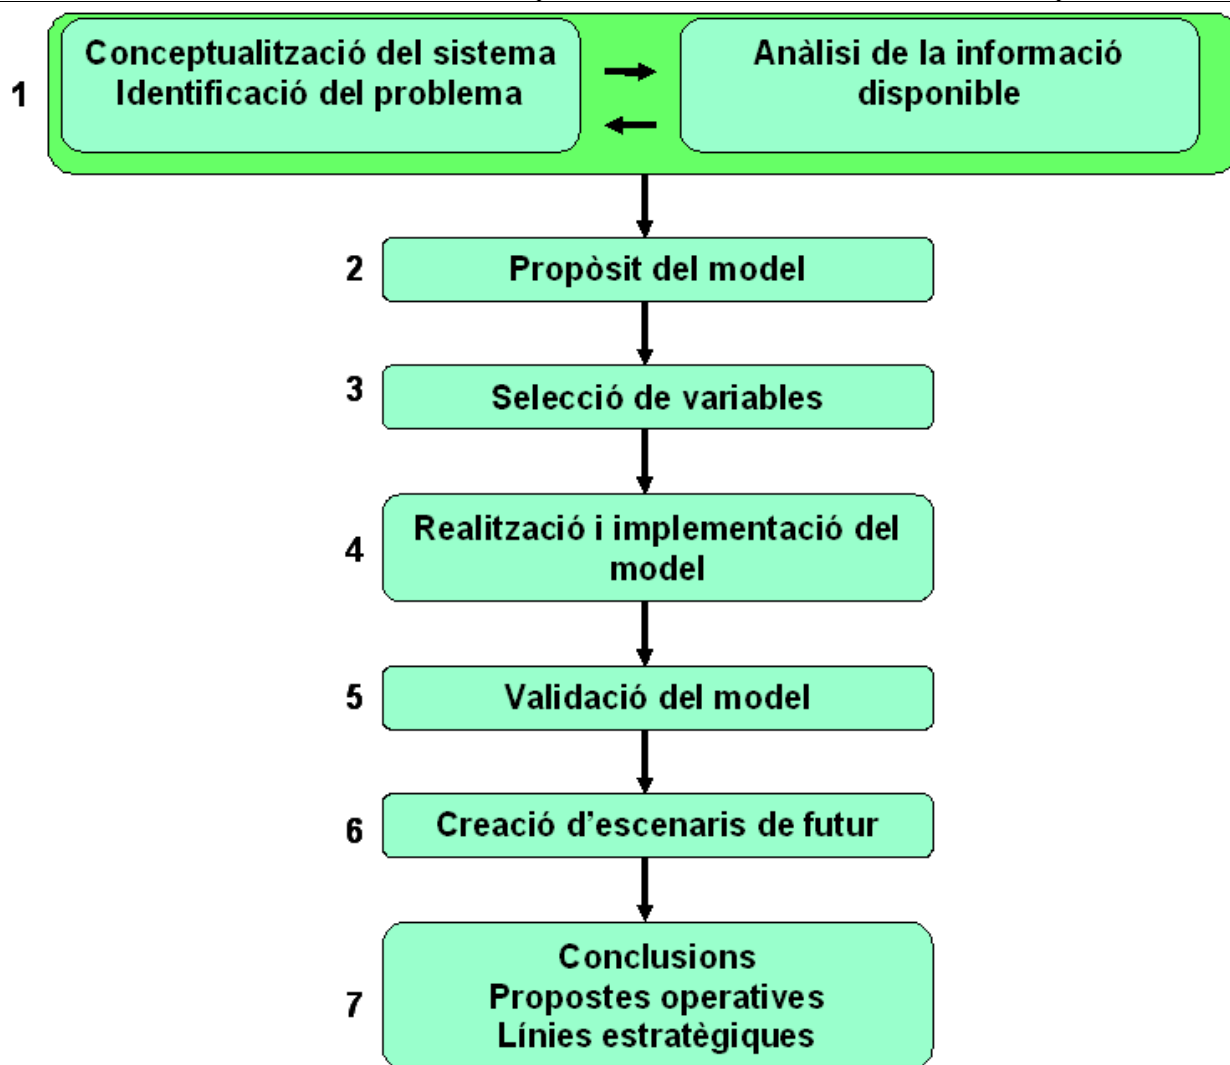 1
Conceptualització del sistema
Identificació del problema
Anàlisi de la informació
disponible
2
Propòsit del model
3
Selecció de variables
4
Realització i implementació del
model
5
Validació del model
6
Creació d'escenaris de futur
7
Conclusions
Propostes operatives
Línies estratègiques